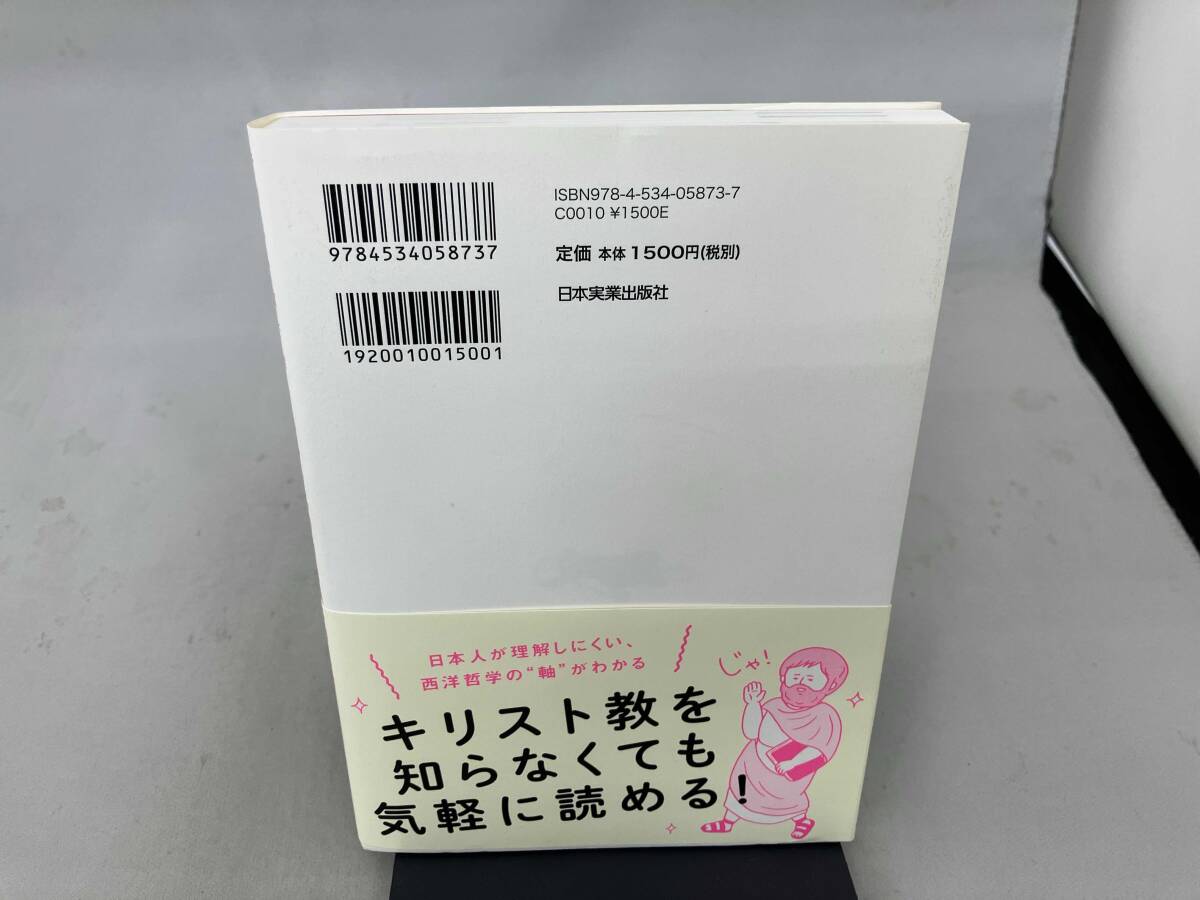 9784534058737
1920010015001
ISBN978-4-534-05873-7
C0010 ¥1500E
定価 本体1500円(税別)
日本実業出版社
日本人が理解しにくい、
西洋哲学の“軸”がわかる
キリスト教を
知らなくても
気軽に読める!
じゃ!